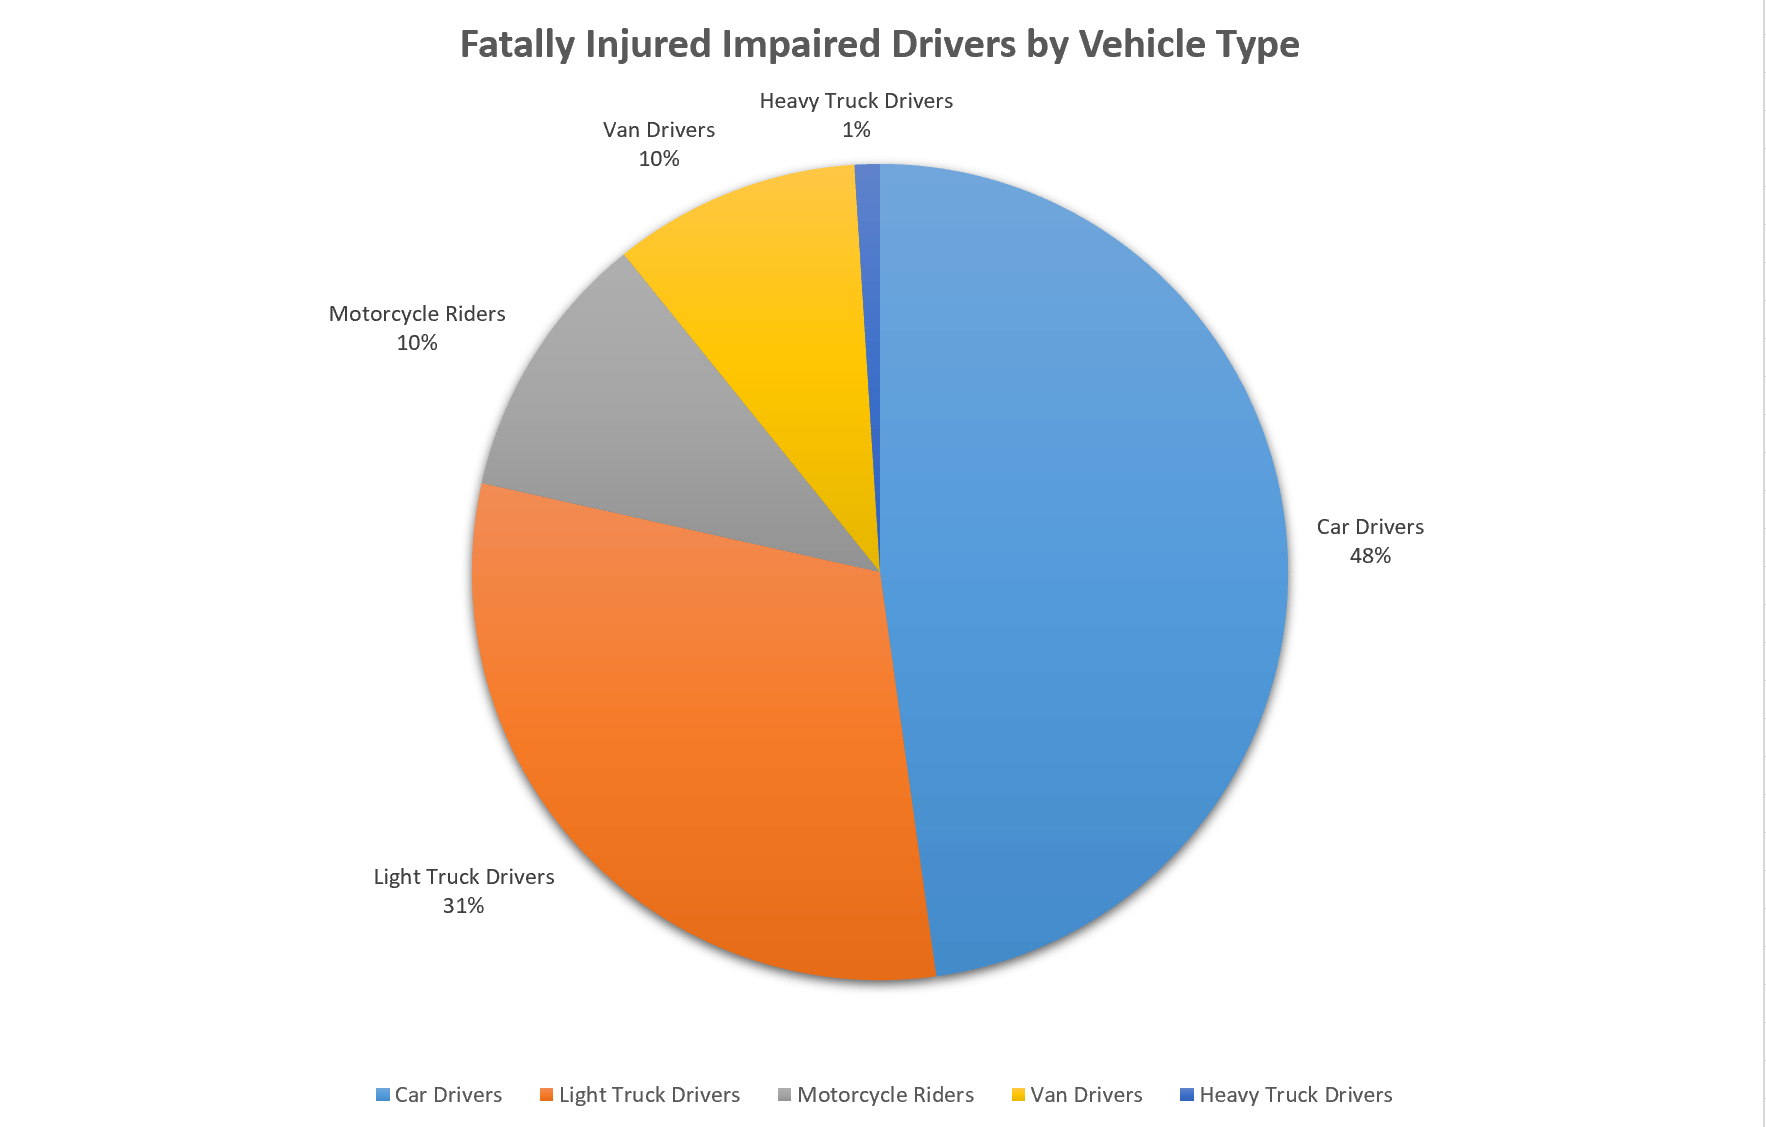 Fatally Injured Impaired Drivers by Vehicle Type
Heavy Truck Drivers
1%
Van Drivers
10%
Motorcycle Riders
10%
Car Drivers
48%
Light Truck Drivers
31%
Car Drivers
Light Truck Drivers
Motorcycle Riders
Van Drivers
Heavy Truck Drivers